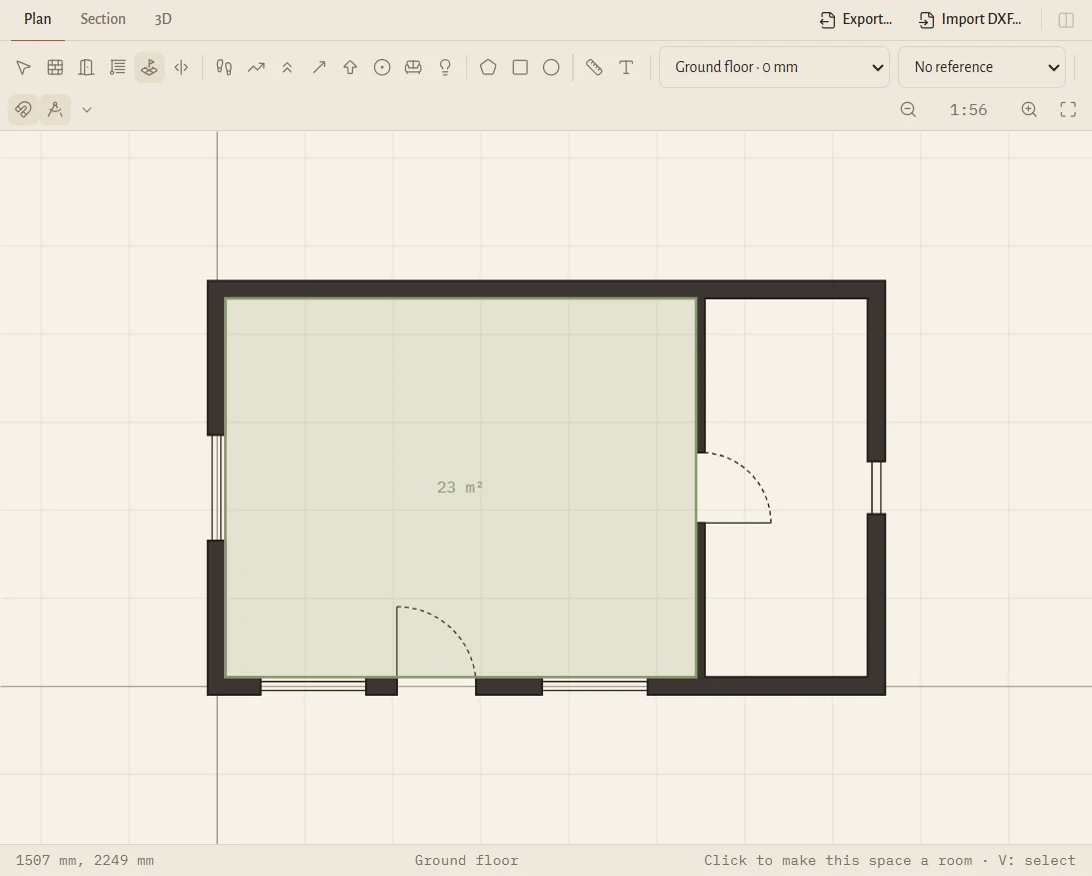 Plan Section 3D Export... Import DXF...
Ground floor · 0 mm No reference
1:56
23 m²
1507 mm, 2249 mm Ground floor Click to make this space a room · V: select